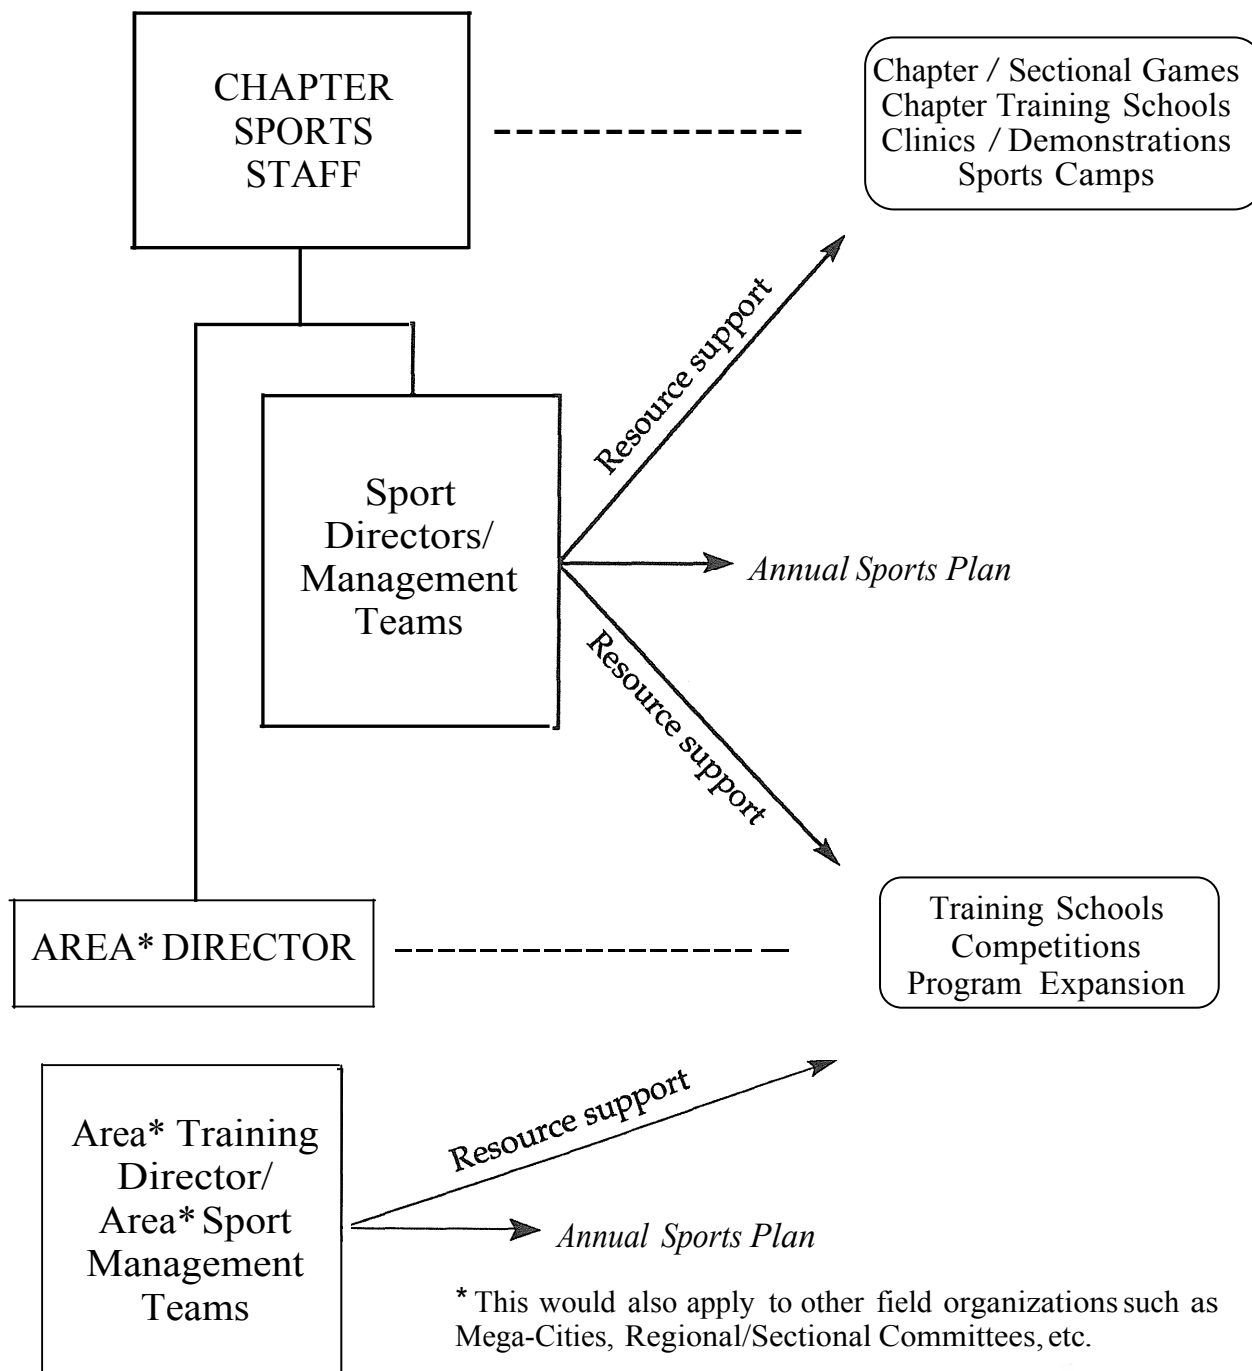 CHAPTER
SPORTS
STAFF
Chapter / Sectional Games
Chapter Training Schools
Clinics / Demonstrations
Sports Camps
Resource support
Sport
Directors/
Management
Teams
Annual Sports Plan
Resource support
AREA* DIRECTOR
Training Schools
Competitions
Program Expansion
Area* Training
Director/
Area* Sport
Management
Teams
Resource support
Annual Sports Plan
* This would also apply to other field organizations such as
Mega-Cities, Regional/Sectional Committees, etc.